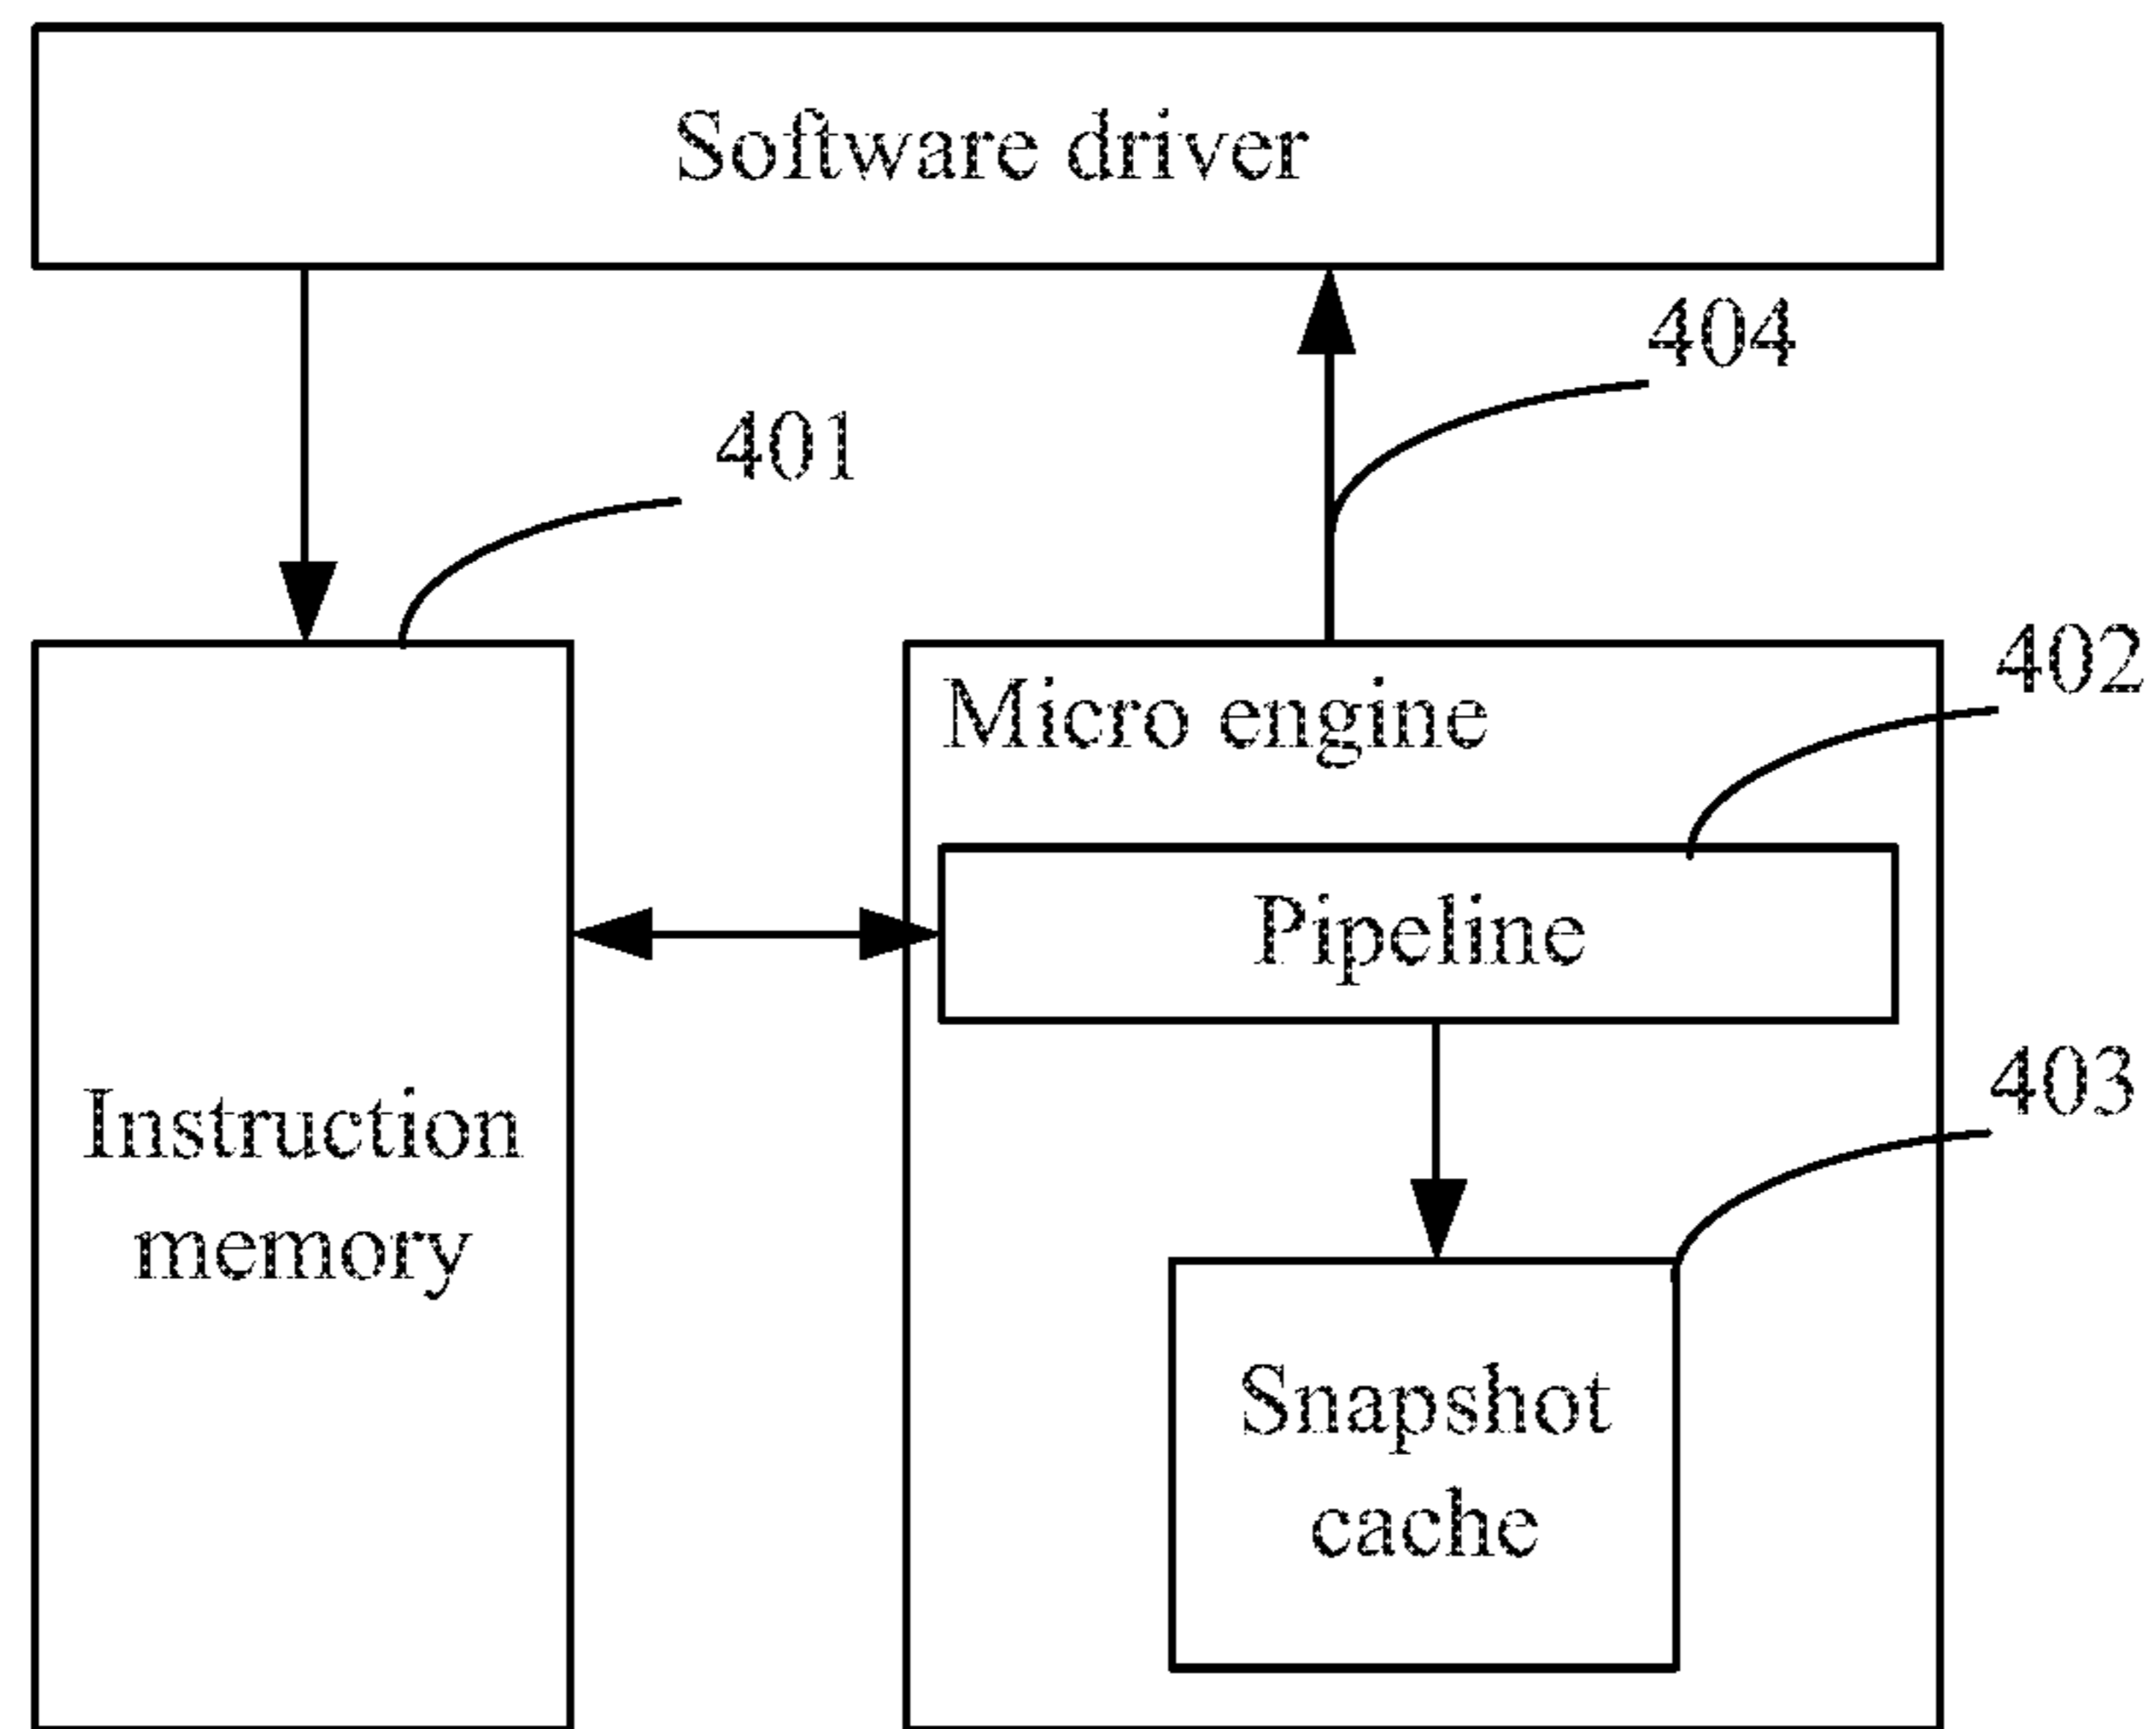 Software driver
404
401
402
Micro engine
Pipeline
403
Instruction
memory
Snapshot
cache